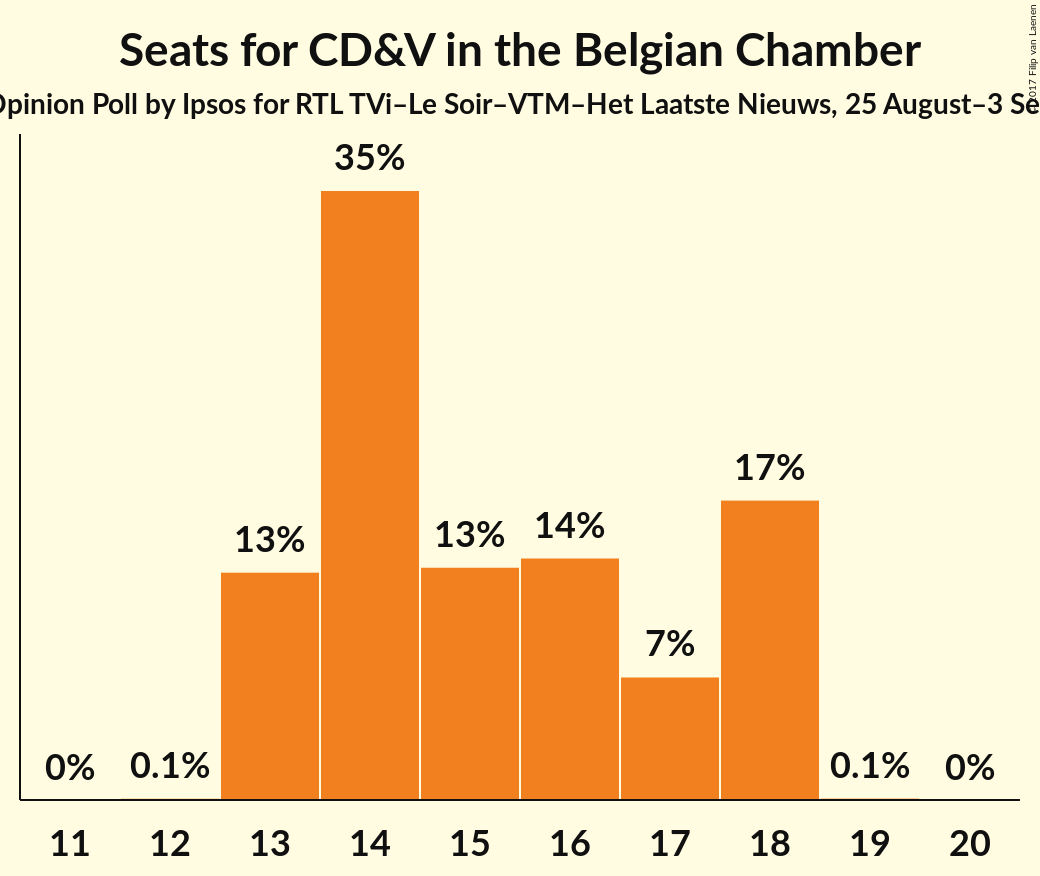 Seats for CD&V in the Belgian Chamber
Opinion Poll by Ipsos for RTL TVi–Le Soir–VTM–Het Laatste Nieuws, 25 August–3
2017 Filip van Laenen
35%
17%
14%
13%
13%
7%
0%
0.1%
0.1%
0%
11 12 13 14 15 16 17 18 19 20